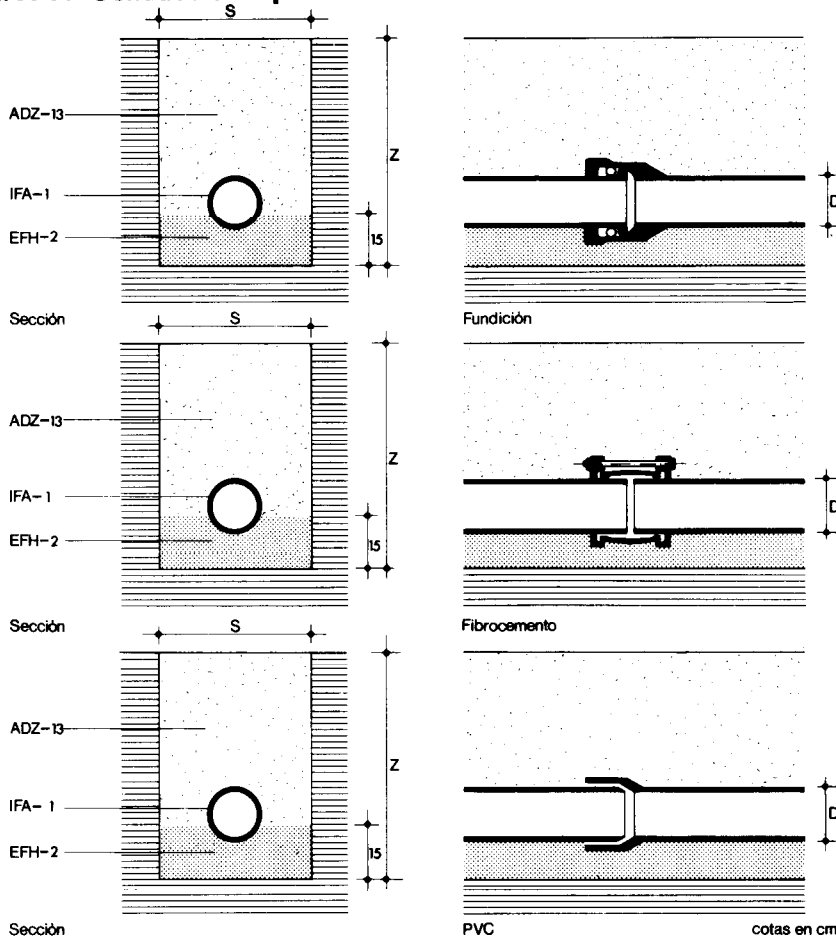 S
ADZ-13
Z
IFA-1
EFH-2
15
D
Sección
Fundición
S
ADZ-13
Z
IFA-1
EFH-2
15
D
Sección
Fibrocemento
S
ADZ-13
Z
IFA-1
EFH-2
15
D
Sección
PVC
cotas en cm